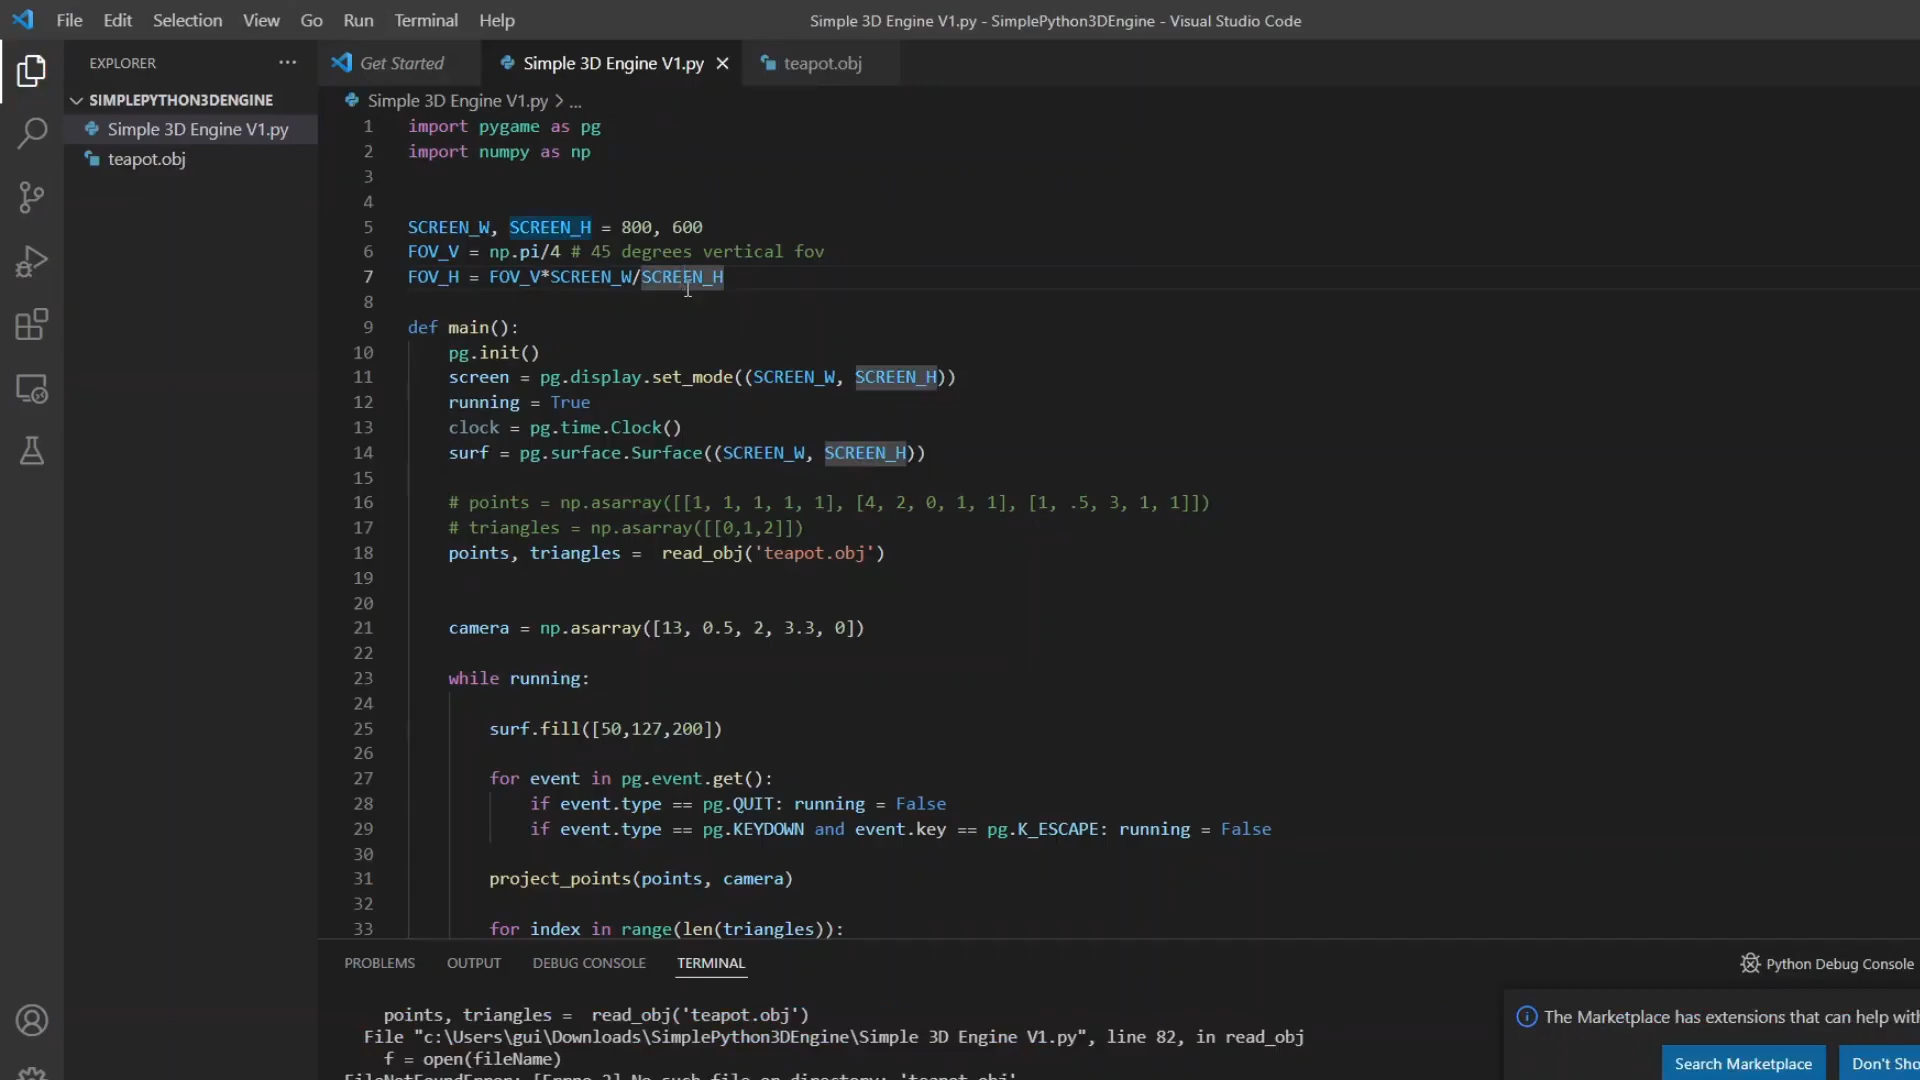 File Edit Selection View Go Run Terminal Help
Simple 3D Engine V1.py - SimplePython3DEngine - Visual Studio Code
EXPLORER ···
SIMPLEPYTHON3DENGINE
Simple 3D Engine V1.py
teapot.obj
Get Started
Simple 3D Engine V1.py
teapot.obj
Simple 3D Engine V1.py > ...
1 import pygame as pg
2 import numpy as np
3
4
5 SCREEN_W, SCREEN_H = 800, 600
6 FOV_V = np.pi/4 # 45 degrees vertical fov
7 FOV_H = FOV_V*SCREEN_W/SCREEN_H
8
9 def main():
10 pg.init()
11 screen = pg.display.set_mode((SCREEN_W, SCREEN_H))
12 running = True
13 clock = pg.time.Clock()
14 surf = pg.surface.Surface((SCREEN_W, SCREEN_H))
15
16 # points = np.asarray([[1, 1, 1, 1, 1], [4, 2, 0, 1, 1], [1, .5, 3, 1, 1]])
17 # triangles = np.asarray([[0,1,2]])
18 points, triangles =  read_obj('teapot.obj')
19
20
21 camera = np.asarray([13, 0.5, 2, 3.3, 0])
22
23 while running:
24
25 surf.fill([50,127,200])
26
27 for event in pg.event.get():
28 if event.type == pg.QUIT: running = False
29 if event.type == pg.KEYDOWN and event.key == pg.K_ESCAPE: running = False
30
31 project_points(points, camera)
32
33 for index in range(len(triangles)):
PROBLEMS OUTPUT DEBUG CONSOLE TERMINAL
Python Debug Console
points, triangles =  read_obj('teapot.obj')
File "c:\Users\gui\Downloads\SimplePython3DEngine\Simple 3D Engine V1.py", line 82, in read_obj
f = open(fileName)
FileNotFoundError: [Errno 2] No such file or directory: 'teapot.obj'
The Marketplace has extensions that can help with
Search Marketplace
Don't Sho